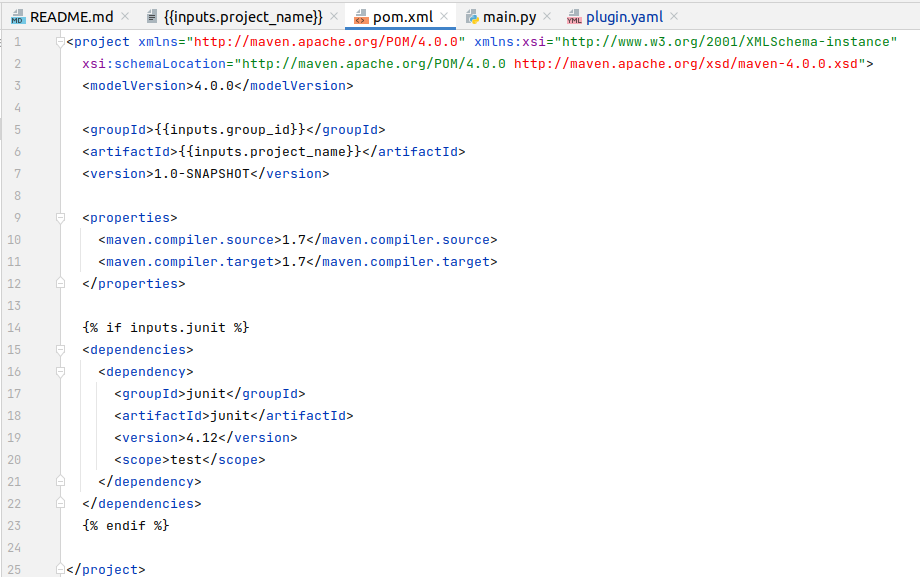 README.md {{inputs.project_name}} pom.xml main.py plugin.yaml
1 <project xmlns="http://maven.apache.org/POM/4.0.0" xmlns:xsi="http://www.w3.org/2001/XMLSchema-instance"
2 xsi:schemaLocation="http://maven.apache.org/POM/4.0.0 http://maven.apache.org/xsd/maven-4.0.0.xsd">
3 <modelVersion>4.0.0</modelVersion>
4
5 <groupId>{{inputs.group_id}}</groupId>
6 <artifactId>{{inputs.project_name}}</artifactId>
7 <version>1.0-SNAPSHOT</version>
8
9 <properties>
10 <maven.compiler.source>1.7</maven.compiler.source>
11 <maven.compiler.target>1.7</maven.compiler.target>
12 </properties>
13
14 {% if inputs.junit %}
15 <dependencies>
16 <dependency>
17 <groupId>junit</groupId>
18 <artifactId>junit</artifactId>
19 <version>4.12</version>
20 <scope>test</scope>
21 </dependency>
22 </dependencies>
23 {% endif %}
24
25 </project>